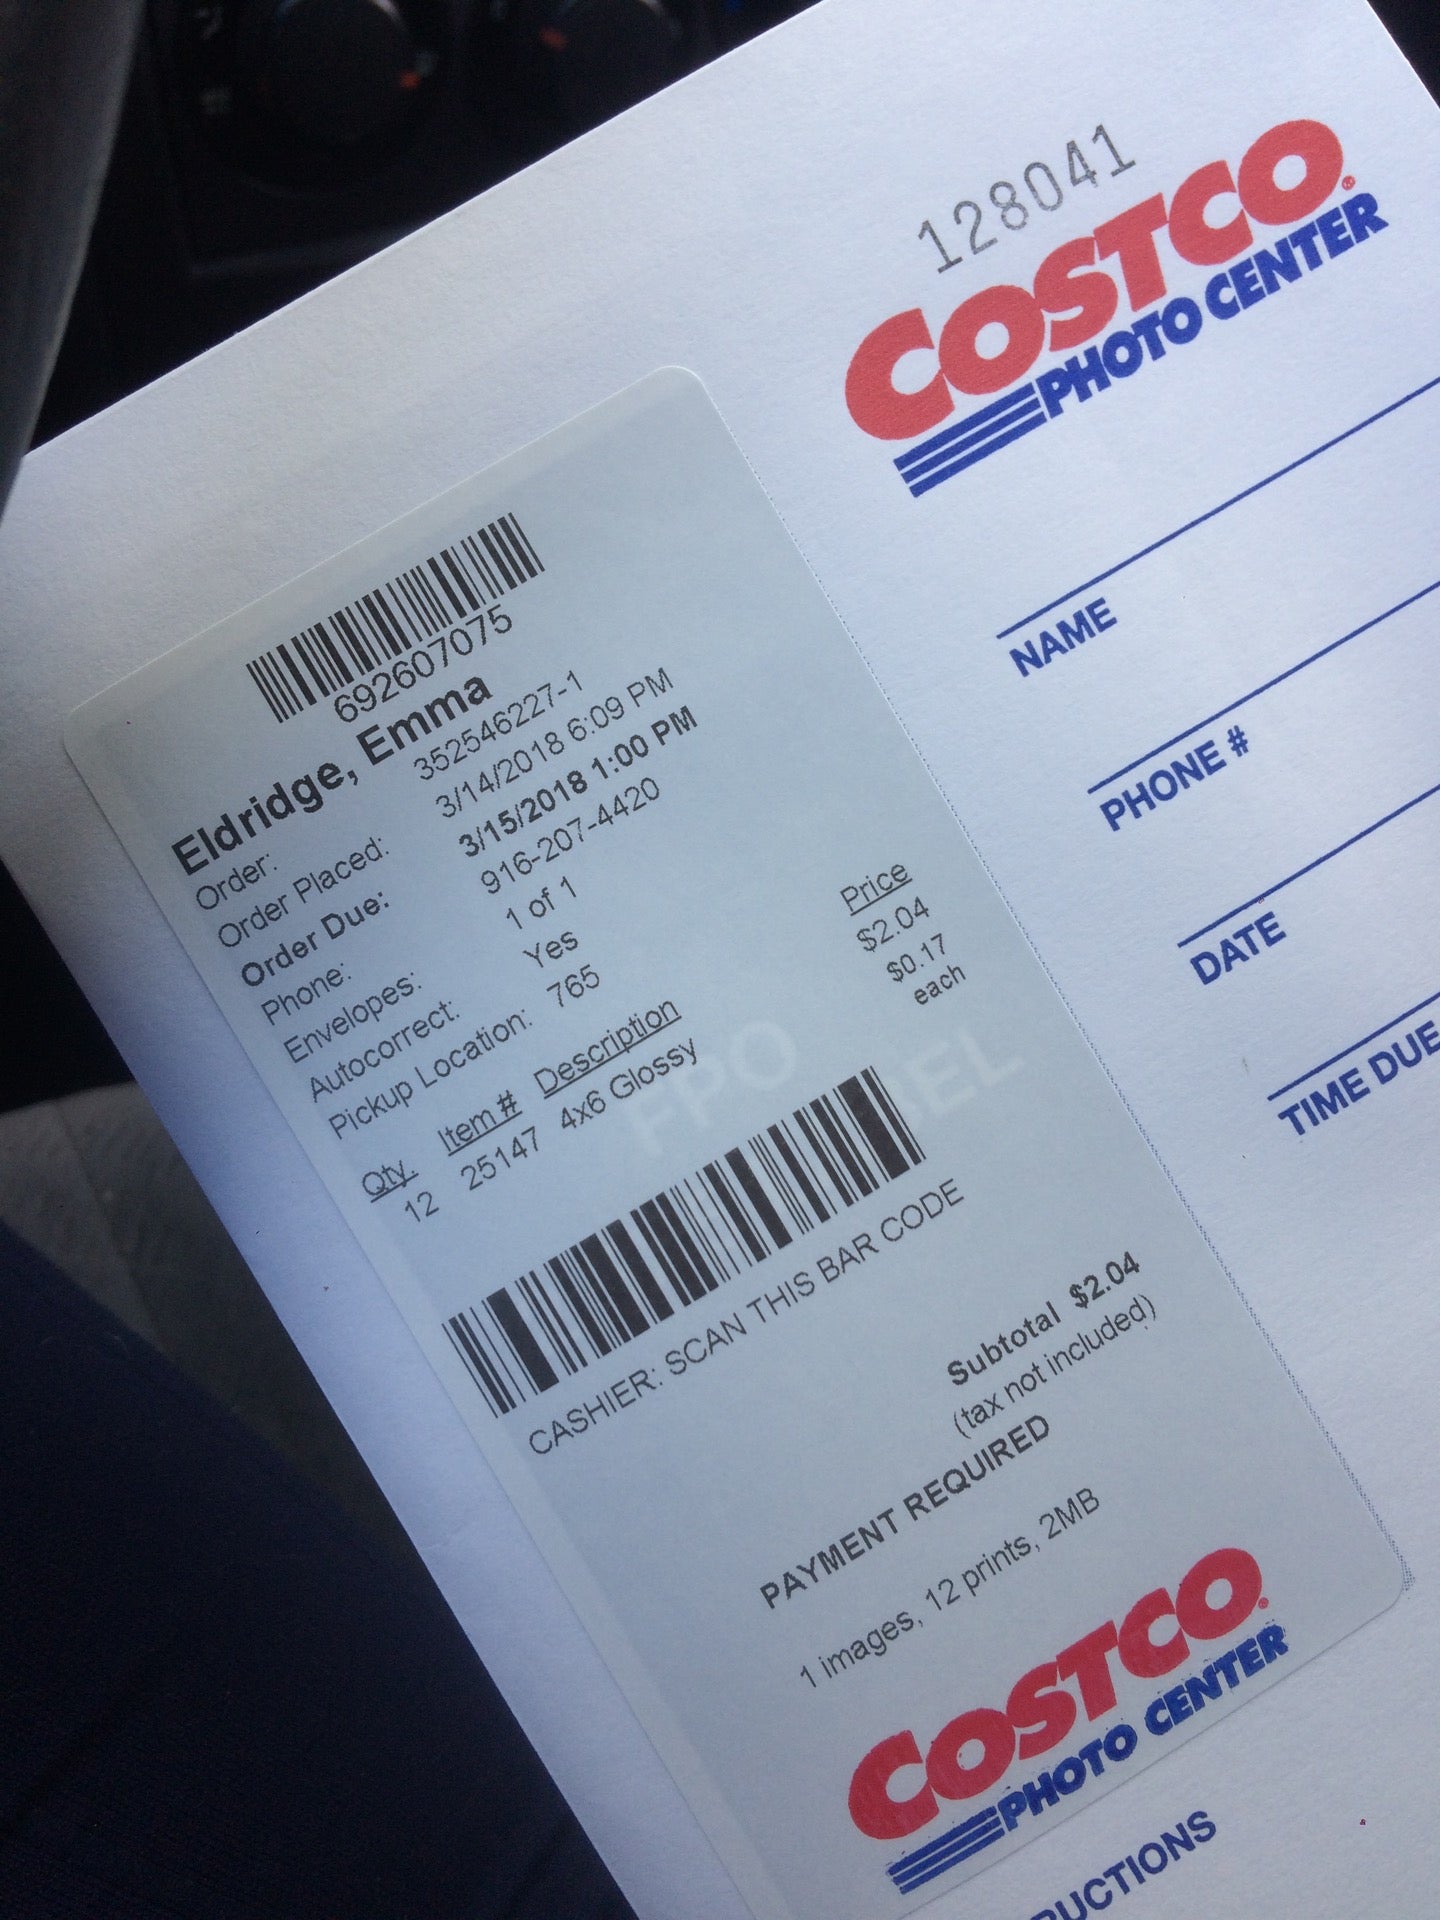 128041
COSTCO®
PHOTO CENTER
NAME
PHONE #
DATE
TIME DUE
692607075
Eldridge, Emma
Order: 352546227-1
Order Placed: 3/14/2018 6:09 PM
Order Due: 3/15/2018 1:00 PM
Phone: 916-207-4420
Envelopes: 1 of 1
Autocorrect: Yes
Pickup Location: 765
Qty. Item # Description Price
12 25147 4x6 Glossy $2.04
$0.17
each
FPO
CASHIER: SCAN THIS BAR CODE
Subtotal $2.04
(tax not included)
PAYMENT REQUIRED
1 images, 12 prints, 2MB
COSTCO®
PHOTO CENTER